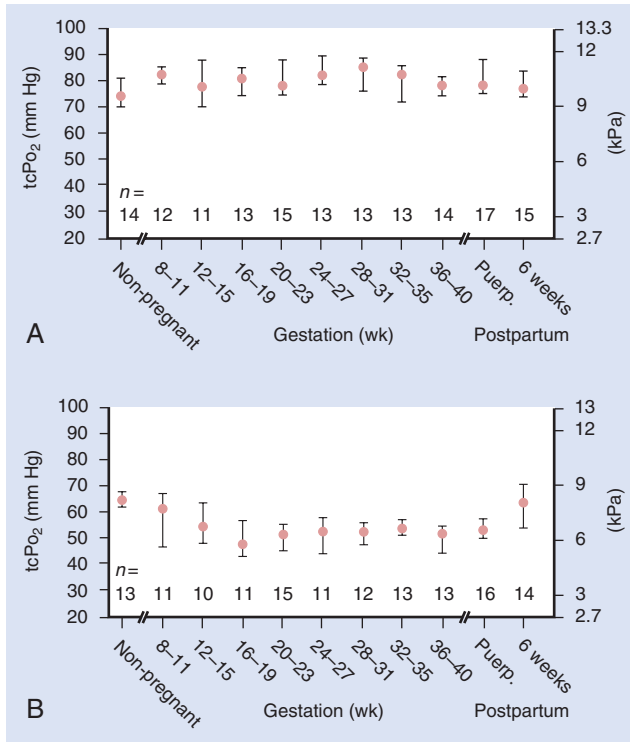 100
90
80
70
60
50
40
30
20
tcPo2 (mm Hg)
13.3
12
9
6
3
2.7
(kPa)
n =
14 12 11 13 15 13 13 13 14 17 15
Non-pregnant
8–11
12–15
16–19
20–23
24–27
28–31
32–35
36–40
Puerp.
6 weeks
A Gestation (wk) Postpartum
100
90
80
70
60
50
40
30
20
tcPo2 (mm Hg)
13
12
9
6
3
2.7
(kPa)
n=
13 11 10 11 15 11 12 13 13 16 14
Non-pregnant
8–11
12–15
16–19
20–23
24–27
28–31
32–35
36–40
Puerp.
6 weeks
B Gestation (wk) Postpartum